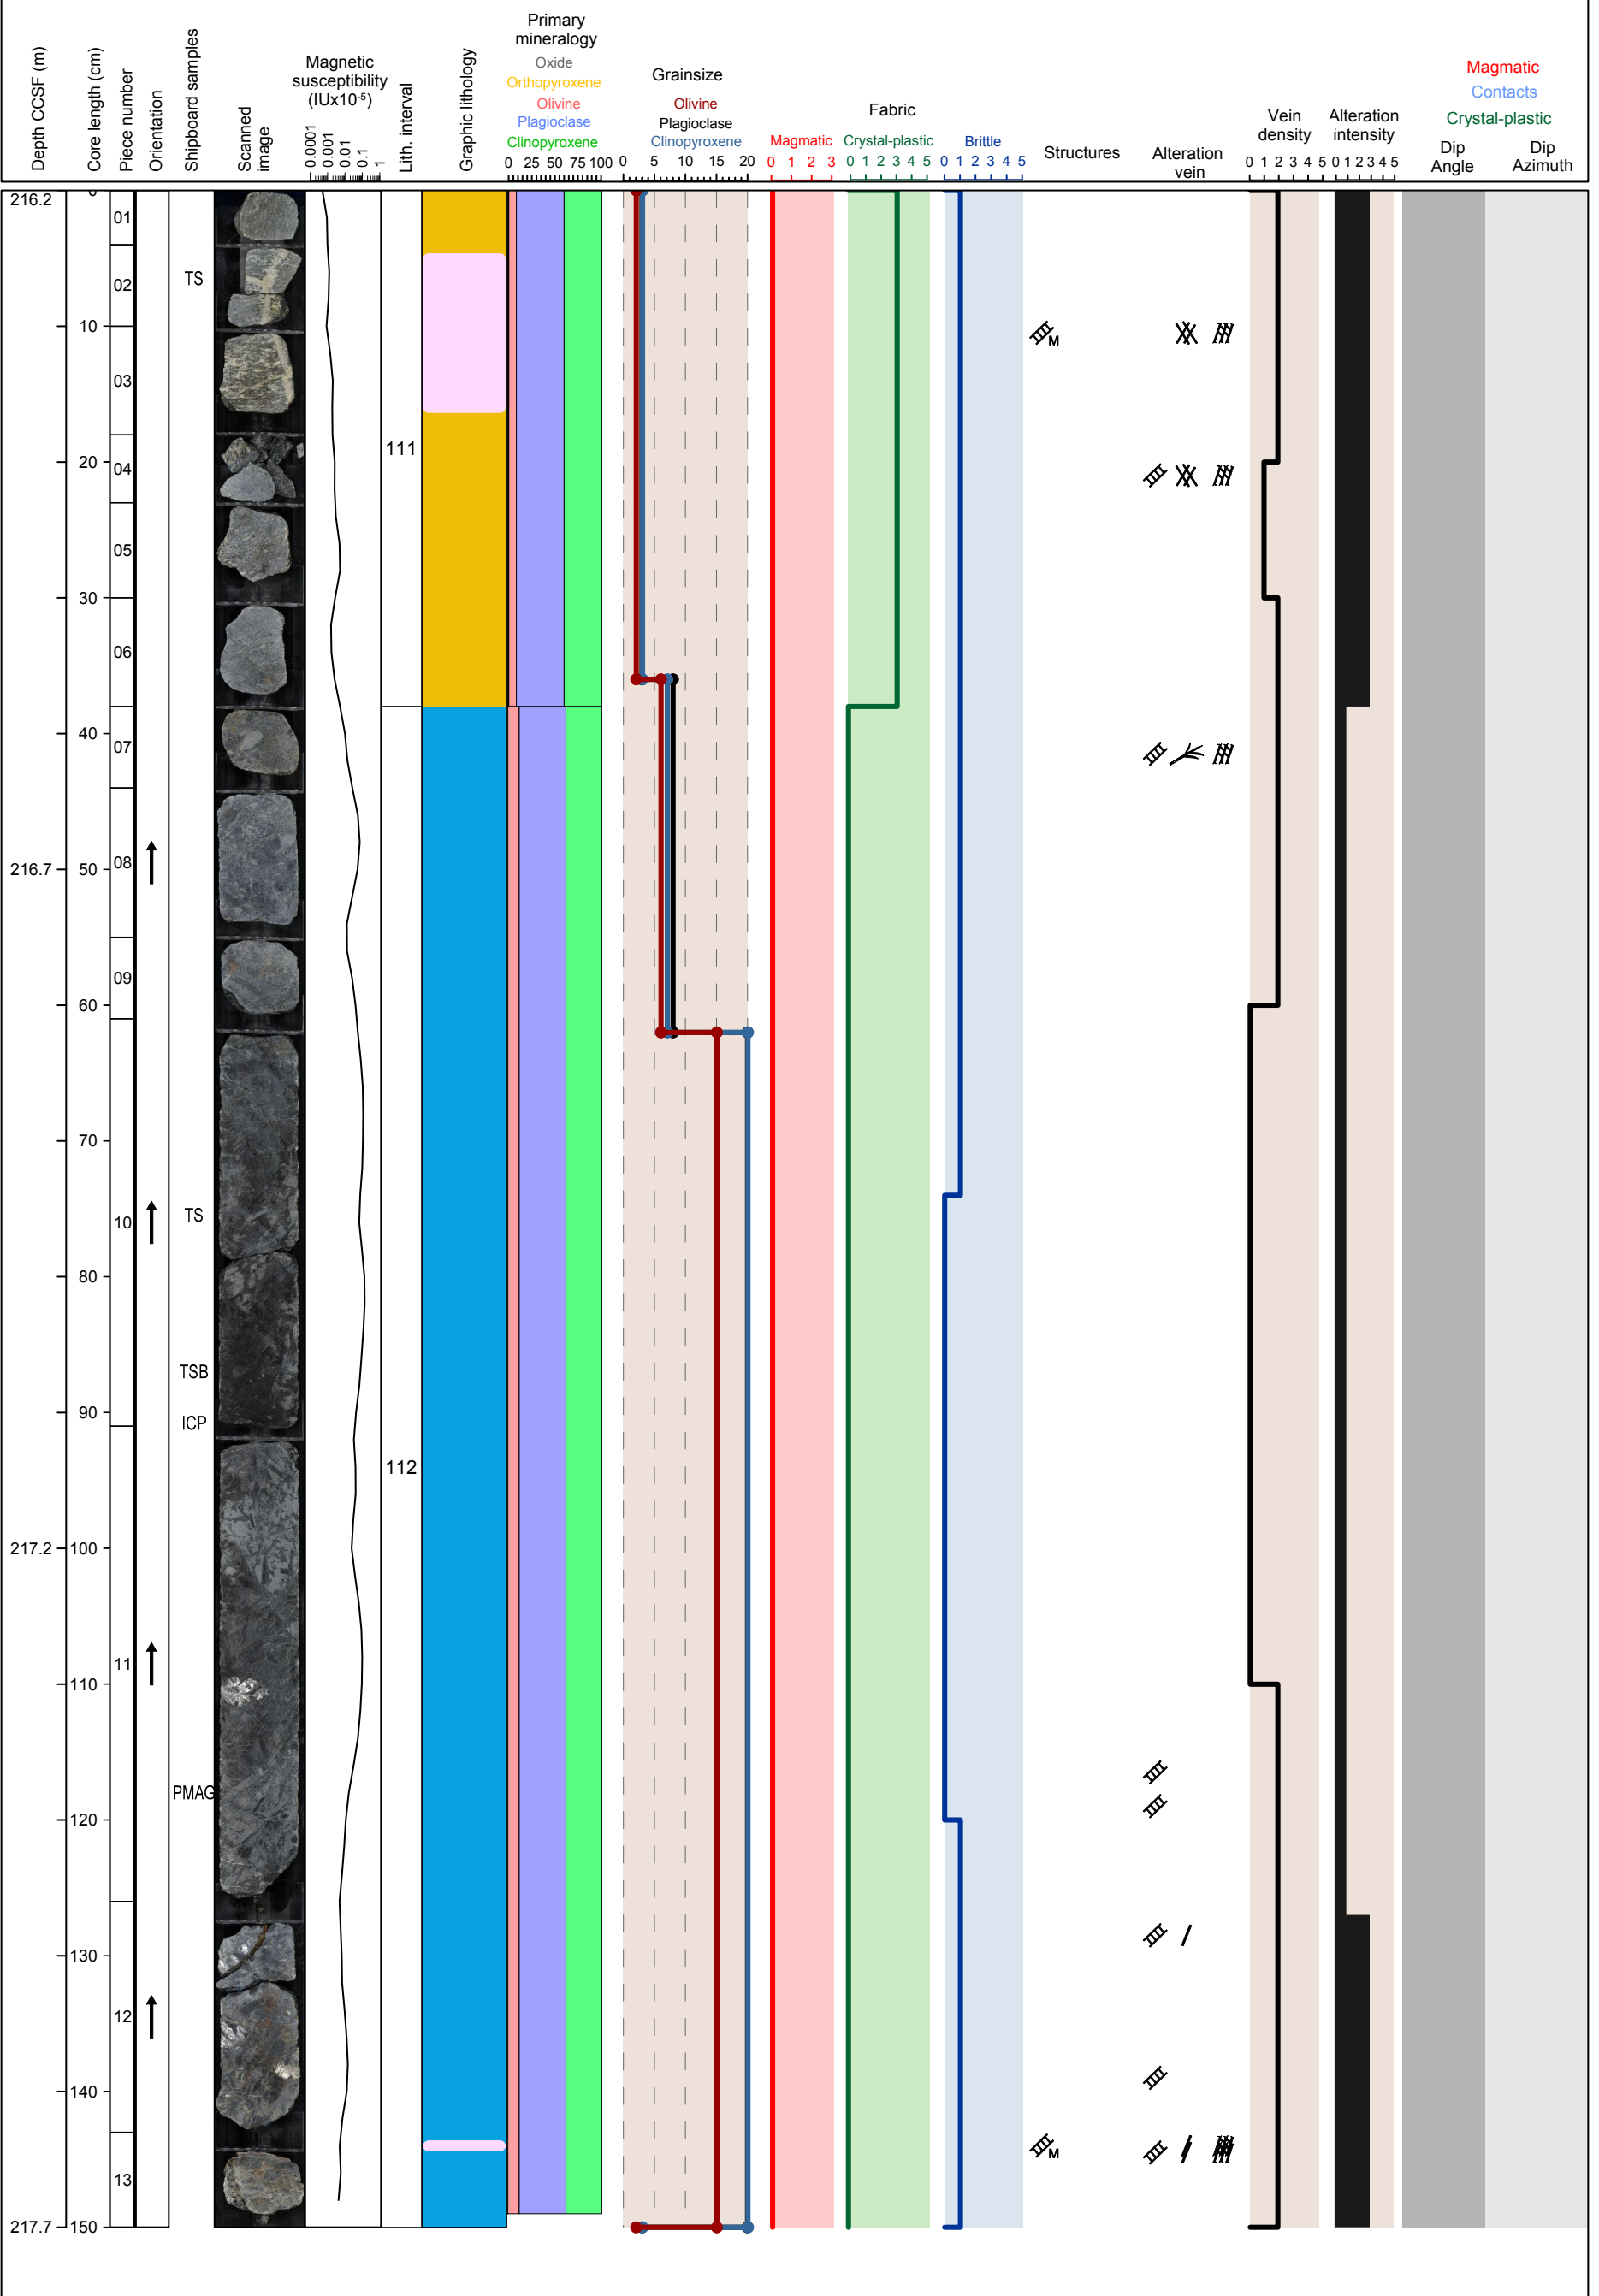 Depth CCSF (m)
Core length (cm)
Piece number
Orientation
Shipboard samples
Scanned
image
Magnetic
susceptibility
(IUx10-5)
0.0001
0.001
0.01
0.1
1
Lith. interval
Graphic lithology
Primary
mineralogy
Oxide
Orthopyroxene
Olivine
Plagioclase
Clinopyroxene
0 25 50 75 100
Grainsize
Olivine
Plagioclase
Clinopyroxene
0 5 10 15 20
Fabric
Magmatic
0 1 2 3
Crystal-plastic
0 1 2 3 4 5
Brittle
0 1 2 3 4 5
Structures
Alteration
vein
Vein
density
0 1 2 3 4 5
Alteration
intensity
0 1 2 3 4 5
Magmatic
Contacts
Crystal-plastic
Dip
Angle
Dip
Azimuth
216.2
0
01
02
TS
10
M
03
111
20
04
05
30
06
40
07
216.7
50
08
09
60
70
10
TS
80
TSB
90
ICP
112
217.2
100
11
110
PMAG
120
130
12
140
M
13
217.7
150